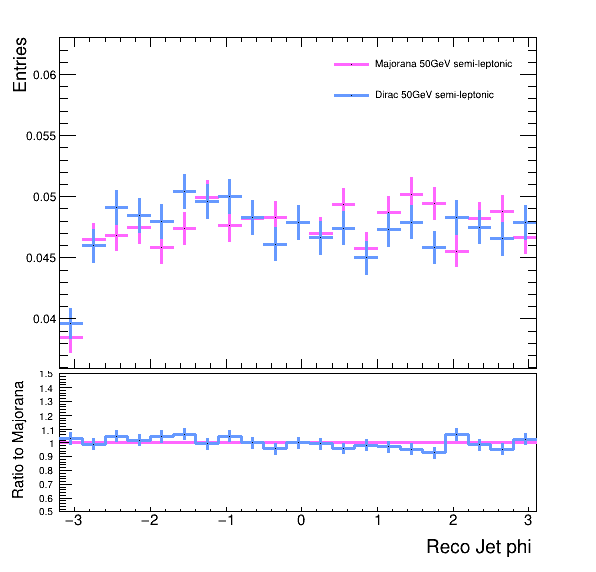 Entries
0.06
0.055
0.05
0.045
0.04
Majorana 50GeV semi-leptonic
Dirac 50GeV semi-leptonic
Ratio to Majorana
1.5
1.4
1.3
1.2
1.1
1
0.9
0.8
0.7
0.6
0.5
−3 −2 −1 0 1 2 3
Reco Jet phi